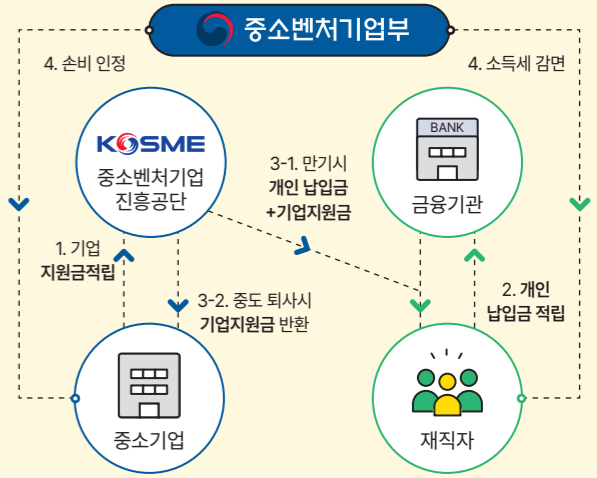 중소벤처기업부
4. 손비 인정
4. 소득세 감면
KOSME
중소벤처기업
진흥공단
3-1. 만기시
개인 납입금
+기업지원금
BANK
금융기관
1. 기업
지원금적립
3-2. 중도 퇴사시
기업지원금 반환
2. 개인
납입금 적립
중소기업
재직자